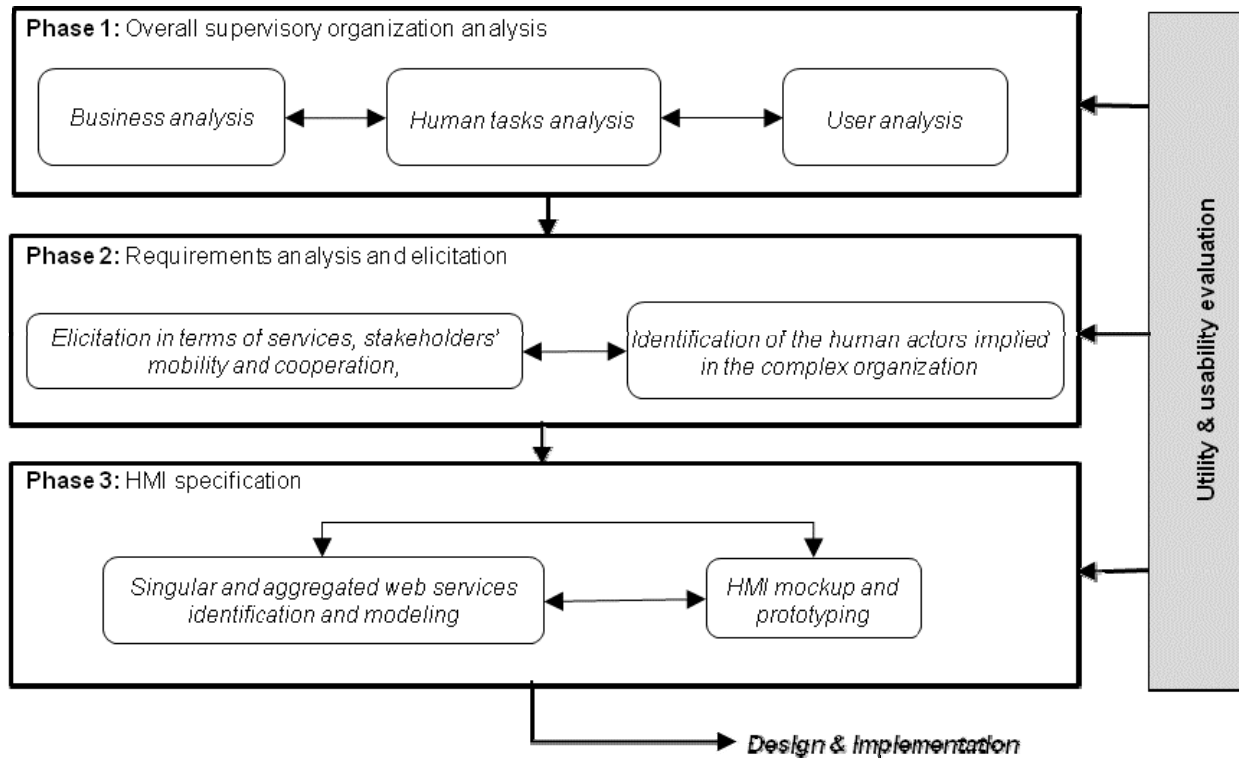 Phase 1: Overall supervisory organization analysis
Business analysis
Human tasks analysis
User analysis
Phase 2: Requirements analysis and elicitation
Elicitation in terms of services, stakeholders'
mobility and cooperation,
Identification of the human actors implied
in the complex organization
Phase 3: HMI specification
Singular and aggregated web services
identification and modeling
HMI mockup and
prototyping
Design & Implementation
Utility & usability evaluation